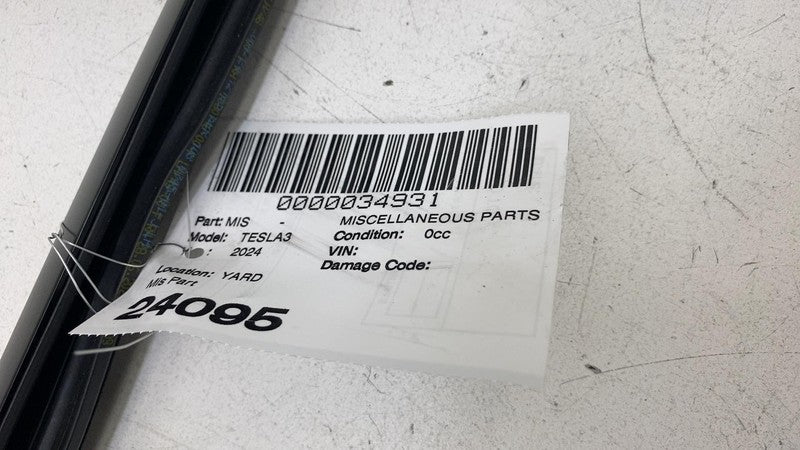 0000034931
Part: MIS - MISCELLANEOUS PARTS
Model: TESLA3 Condition: 0cc
: 2024 VIN:
Location: YARD Damage Code:
Mis Part
24095